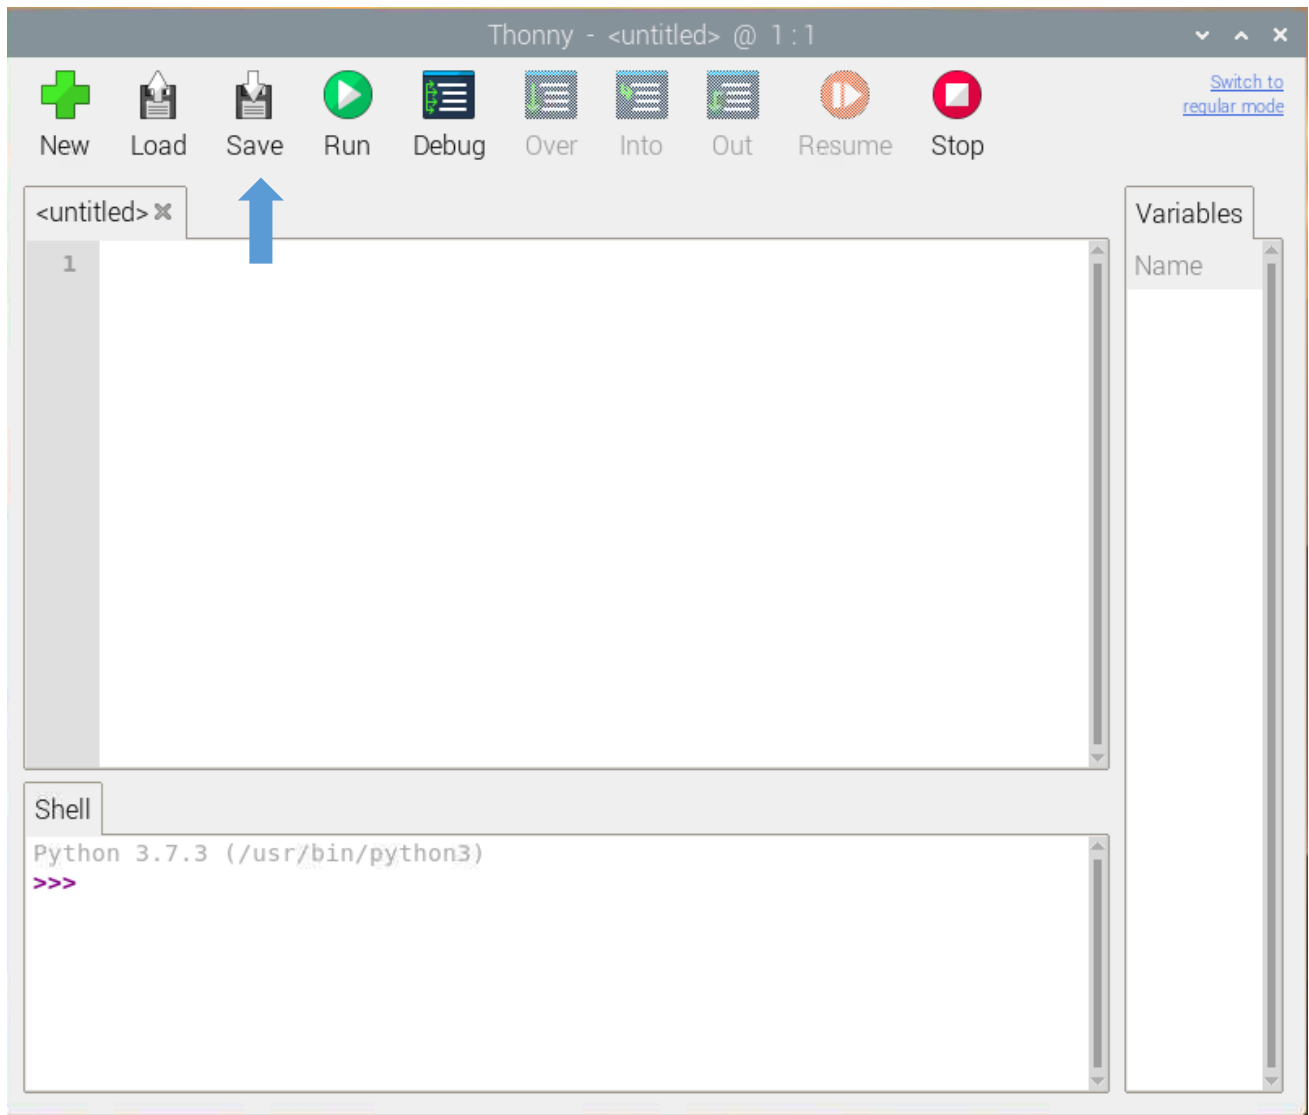 Thonny - <untitled> @ 1 : 1
New Load Save Run Debug Over Into Out Resume Stop
Switch to
regular mode
<untitled>
Variables
1
Name
Shell
Python 3.7.3 (/usr/bin/python3)
>>>